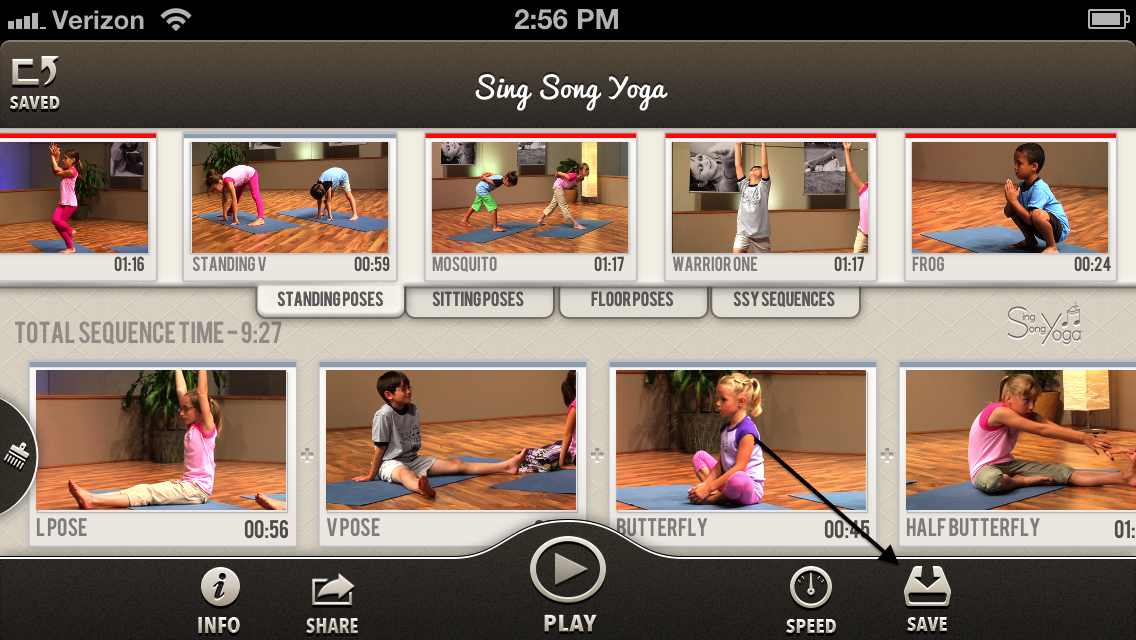 Verizon 2:56 PM
SAVED
Sing Song Yoga
01:16
STANDING V 00:59
MOSQUITO 01:17
WARRIOR ONE 01:17
FROG 00:24
STANDING POSES
SITTING POSES
FLOOR POSES
SSY SEQUENCES
TOTAL SEQUENCE TIME - 9:27
Sing
Song
Yoga
L POSE 00:56
V POSE
BUTTERFLY 00:45
HALF BUTTERFLY 01:
INFO
SHARE
PLAY
SPEED
SAVE